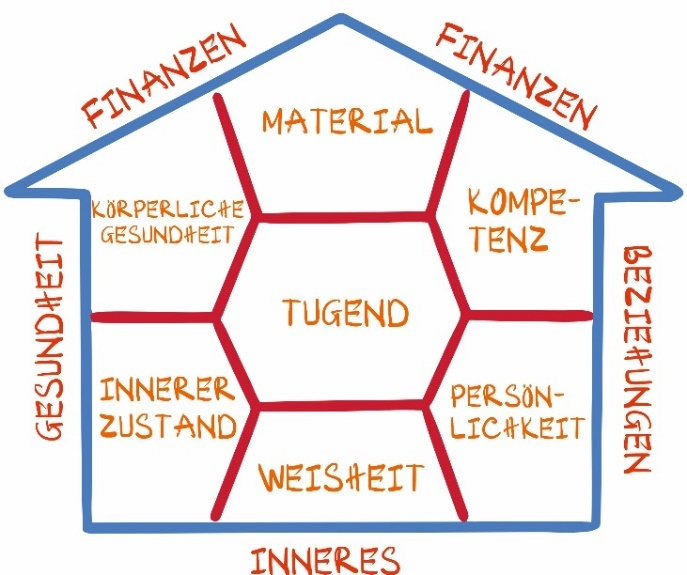 FINANZEN
FINANZEN
MATERIAL
KÖRPERLICHE
GESUNDHEIT
KOMPE-
TENZ
GESUNDHEIT
TUGEND
BEZIEHUNGEN
INNERER
ZUSTAND
PERSÖN-
LICHKEIT
WEISHEIT
INNERES